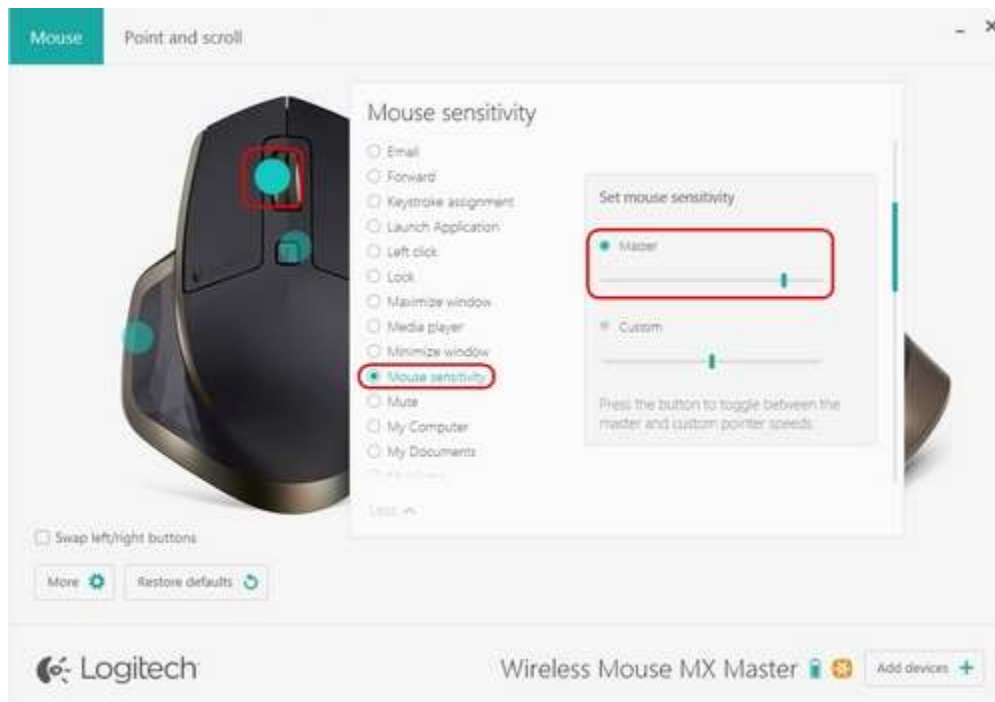 Mouse
Point and scroll
Mouse sensitivity
Email
Forward
Keystroke assignment
Launch Application
Left click
Lock
Maximize window
Media player
Minimize window
Mouse sensitivity
Mute
My Computer
My Documents
Less
Set mouse sensitivity
Master
Custom
Press the button to toggle between the
master and custom pointer speeds.
Swap left/right buttons
More
Restore defaults
Logitech
Wireless Mouse MX Master
Add devices